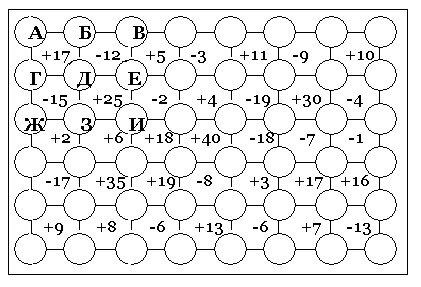 А Б В
+17 -12 +5 -3 +11 -9 +10
Г Д Е
-15 +25 -2 +4 -19 +30 -4
Ж З И
+2 +6 +18 +40 -18 -7 -1
-17 +35 +19 -8 +3 +17 +16
+9 +8 -6 +13 -6 +7 -13